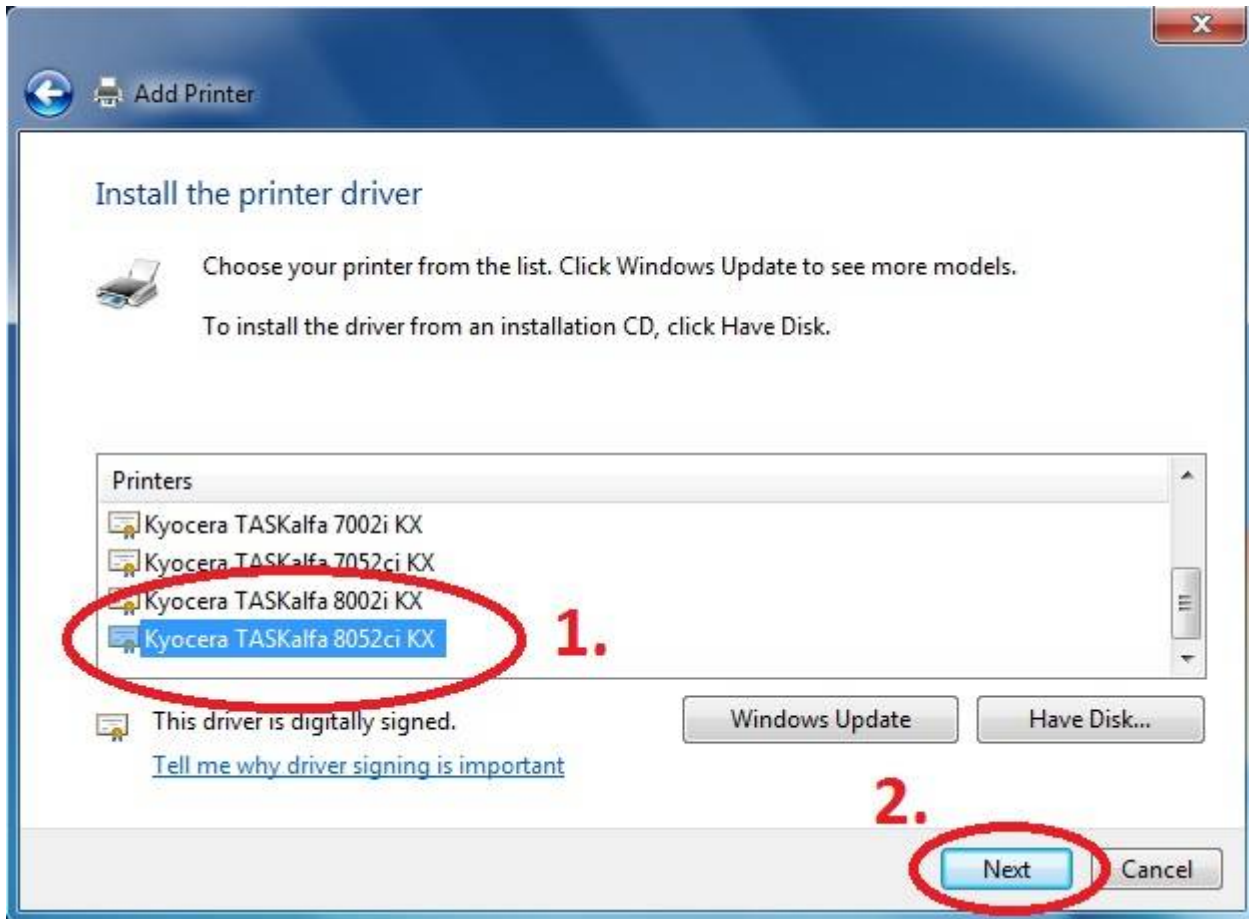 Add Printer
Install the printer driver
Choose your printer from the list. Click Windows Update to see more models.
To install the driver from an installation CD, click Have Disk.
Printers
Kyocera TASKalfa 7002i KX
Kyocera TASKalfa 7052ci KX
Kyocera TASKalfa 8002i KX
Kyocera TASKalfa 8052ci KX
1.
This driver is digitally signed.
Windows Update
Have Disk...
Tell me why driver signing is important
2.
Next
Cancel